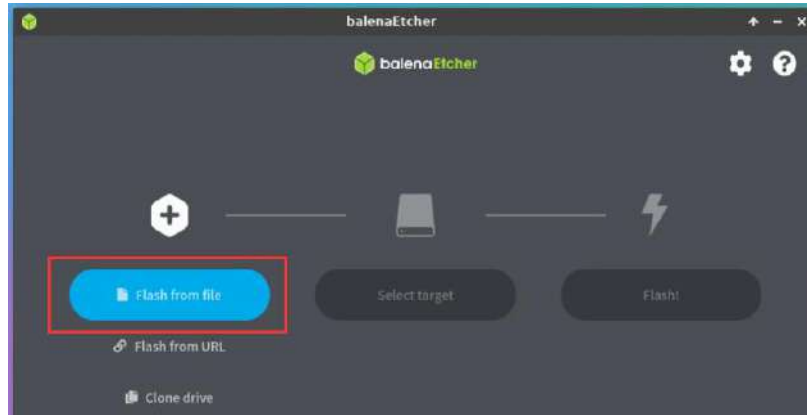 balenaEtcher
balenaEtcher
Flash from file
Select target
Flash!
Flash from URL
Clone drive